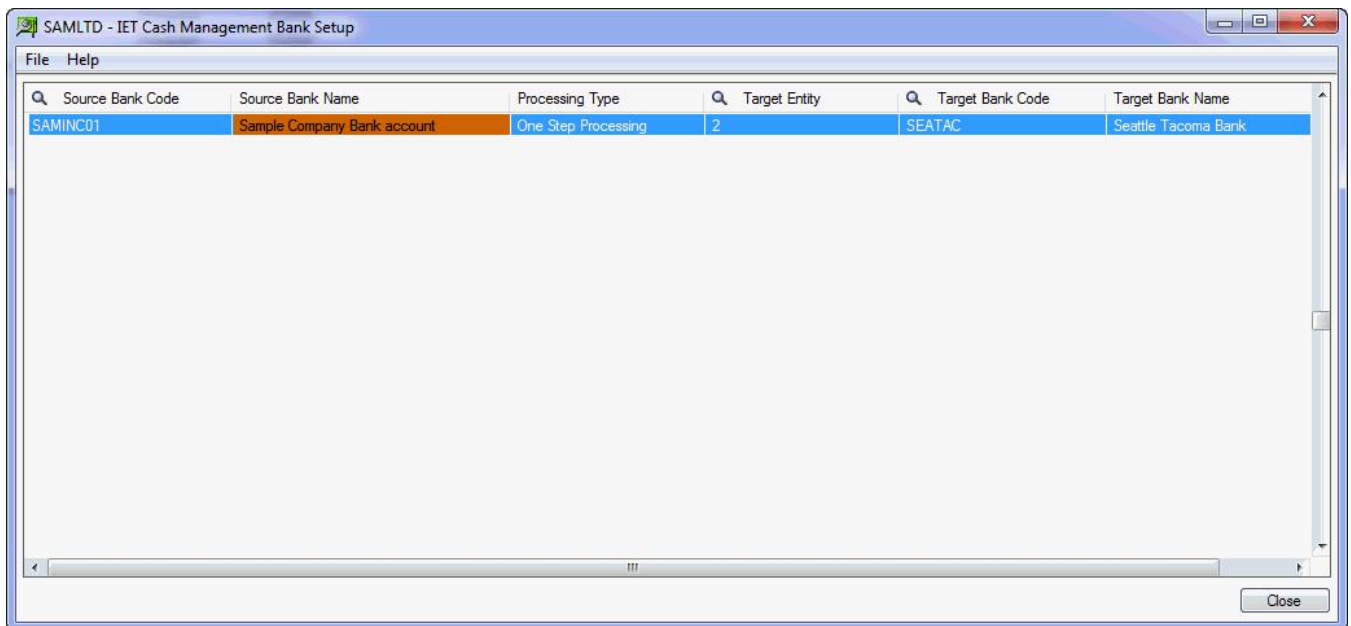 SAMLTD - IET Cash Management Bank Setup
File Help
Source Bank Code Source Bank Name Processing Type Target Entity Target Bank Code Target Bank Name
SAMINC01 Sample Company Bank account One Step Processing 2 SEATAC Seattle Tacoma Bank
Close